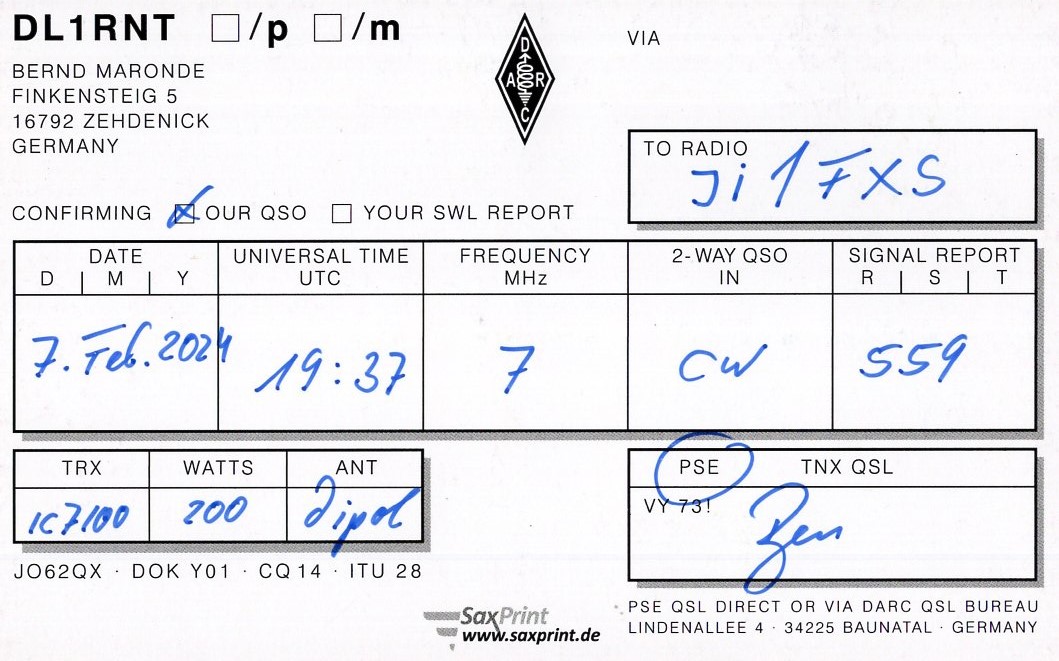 DL1RNT /p /m
VIA
BERND MARONDE
FINKENSTEIG 5
16792 ZEHDENICK
GERMANY
DARC
TO RADIO
Ji1FXS
CONFIRMING OUR QSO YOUR SWL REPORT
DATE UNIVERSAL TIME FREQUENCY 2-WAY QSO SIGNAL REPORT
D M Y UTC MHz IN R S T
7. Feb. 2024 19:37 7 CW 559
TRX WATTS ANT
IC7100 200 Dipol
PSE TNX QSL
VY 73!
Ben
JO62QX · DOK Y01 · CQ 14 · ITU 28
PSE QSL DIRECT OR VIA DARC QSL BUREAU
LINDENALLEE 4 · 34225 BAUNATAL · GERMANY
SaxPrint
www.saxprint.de